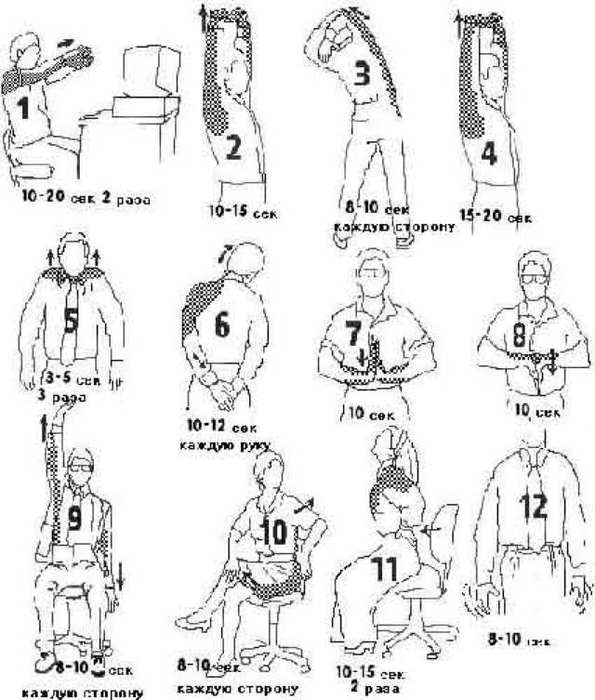 1
10-20 сек 2 раза
2
10-15 сек
3
8-10 сек
каждую сторону
4
15-20 сек
5
3-5 сек
3 раза
6
10-12 сек
каждую руку
7
10 сек
8
10 сек
9
8-10 сек
каждую сторону
10
8-10 сек
каждую сторону
11
10-15 сек
2 раза
12
8-10 сек